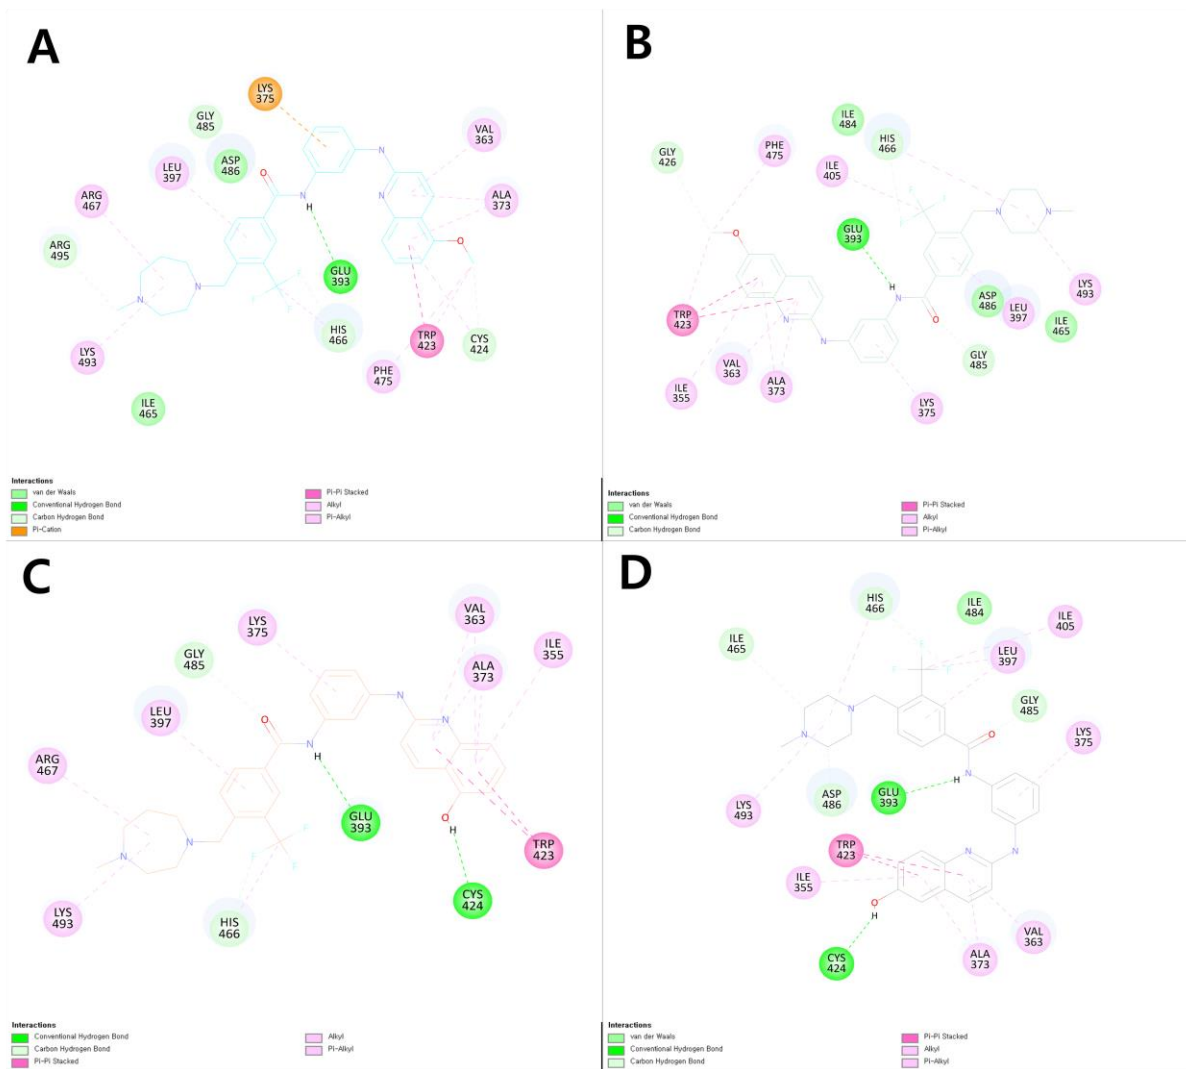 A
LYS
375
GLY
485
VAL
363
LEU
397
ASP
486
ARG
467
O
N
N
ALA
373
N
H
ARG
495
O
GLU
393
N
N
F
F
F
HIS
466
TRP
423
CYS
424
LYS
493
PHE
475
ILE
465
Interactions
van der Waals
Conventional Hydrogen Bond
Carbon Hydrogen Bond
Pi-Cation
Pi-Pi Stacked
Alkyl
Pi-Alkyl
B
ILE
484
HIS
466
GLY
426
PHE
475
ILE
405
F
F
F
N
N
GLU
393
O
H
N
LYS
493
ASP
486
LEU
397
ILE
465
TRP
423
O
N
N
GLY
485
VAL
363
ILE
355
ALA
373
LYS
375
Interactions
van der Waals
Conventional Hydrogen Bond
Carbon Hydrogen Bond
Pi-Pi Stacked
Alkyl
Pi-Alkyl
C
LYS
375
VAL
363
ILE
355
GLY
485
ALA
373
LEU
397
N
O
N
N
H
ARG
467
GLU
393
O
H
N
N
F
F
F
TRP
423
CYS
424
LYS
493
HIS
466
Interactions
Conventional Hydrogen Bond
Carbon Hydrogen Bond
Pi-Pi Stacked
Alkyl
Pi-Alkyl
D
HIS
466
ILE
484
ILE
405
ILE
465
LEU
397
F
F
F
GLY
485
N
N
O
LYS
375
N
H
LYS
493
ASP
486
GLU
393
TRP
423
N
N
ILE
355
O
H
VAL
363
ALA
373
CYS
424
Interactions
van der Waals
Conventional Hydrogen Bond
Carbon Hydrogen Bond
Pi-Pi Stacked
Alkyl
Pi-Alkyl